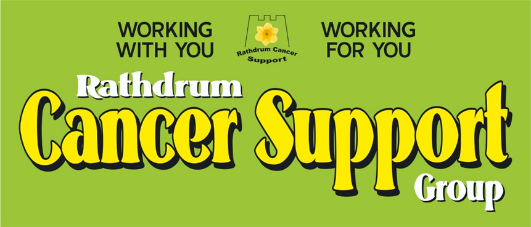 WORKING
WITH YOU
Rathdrum Cancer
Support
WORKING
FOR YOU
Rathdrum
Cancer Support
Group